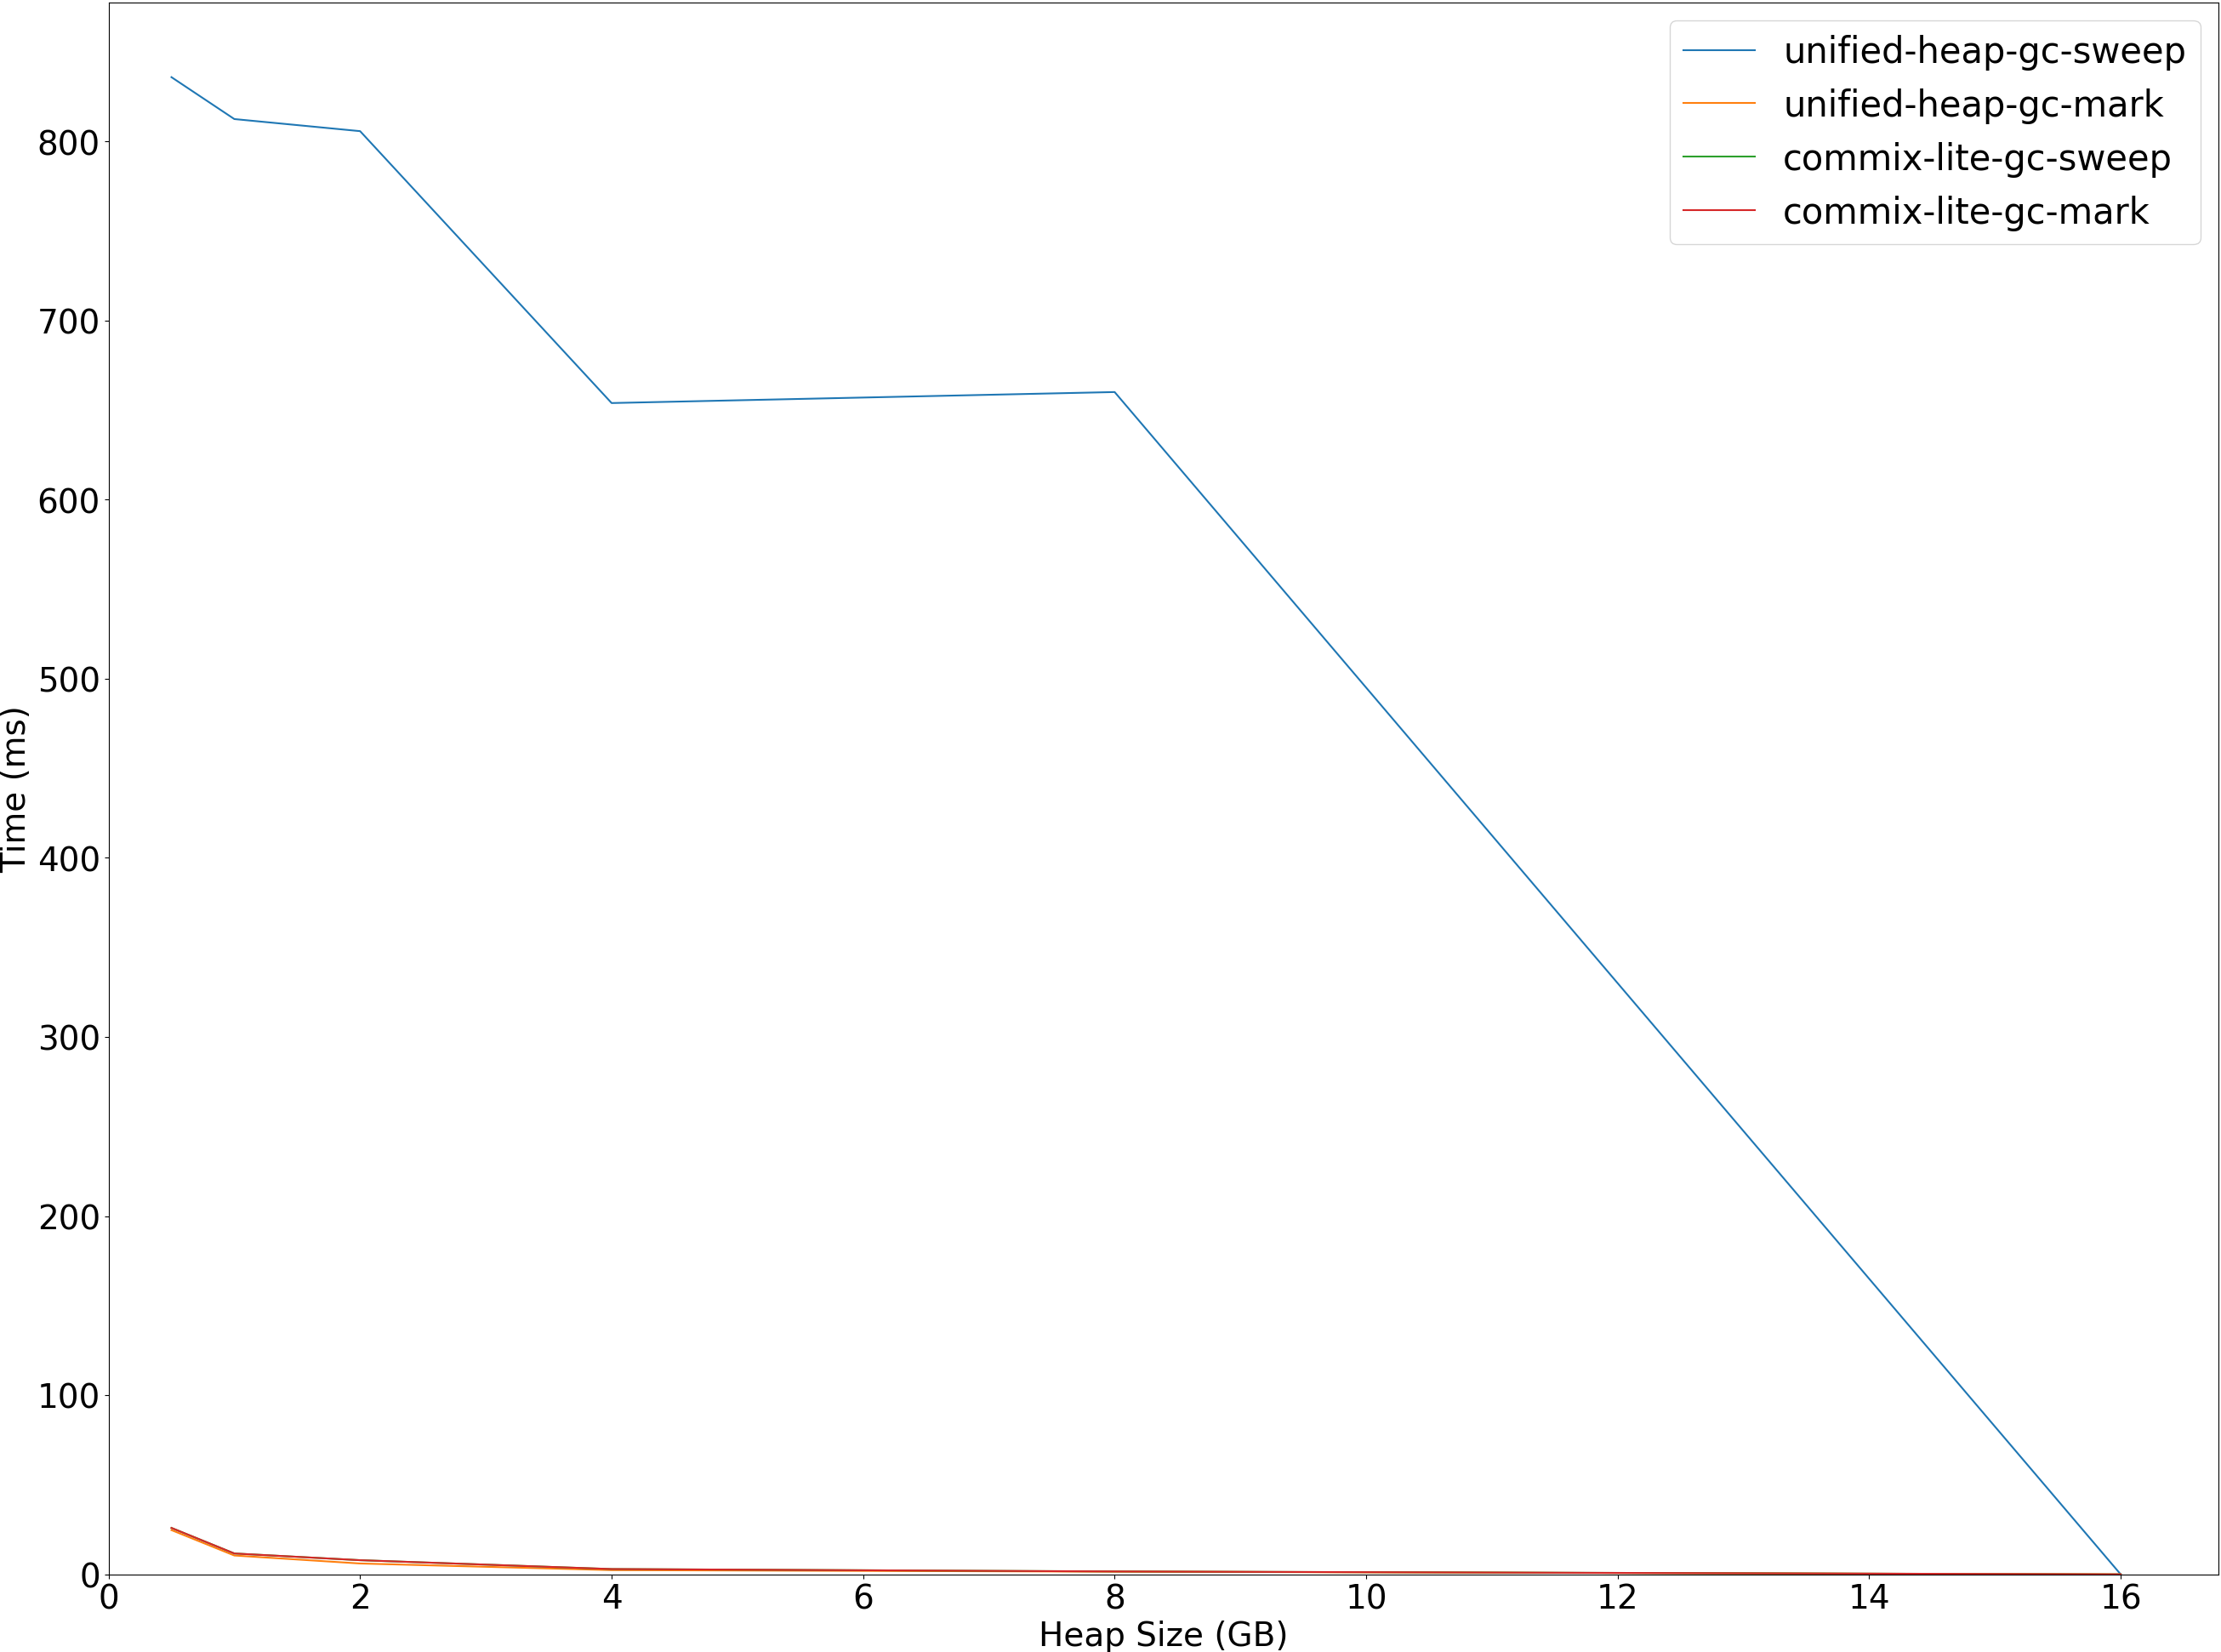 unified-heap-gc-sweep
unified-heap-gc-mark
commix-lite-gc-sweep
commix-lite-gc-mark
800
700
600
500
400
300
200
100
0
Time (ms)
0 2 4 6 8 10 12 14 16
Heap Size (GB)